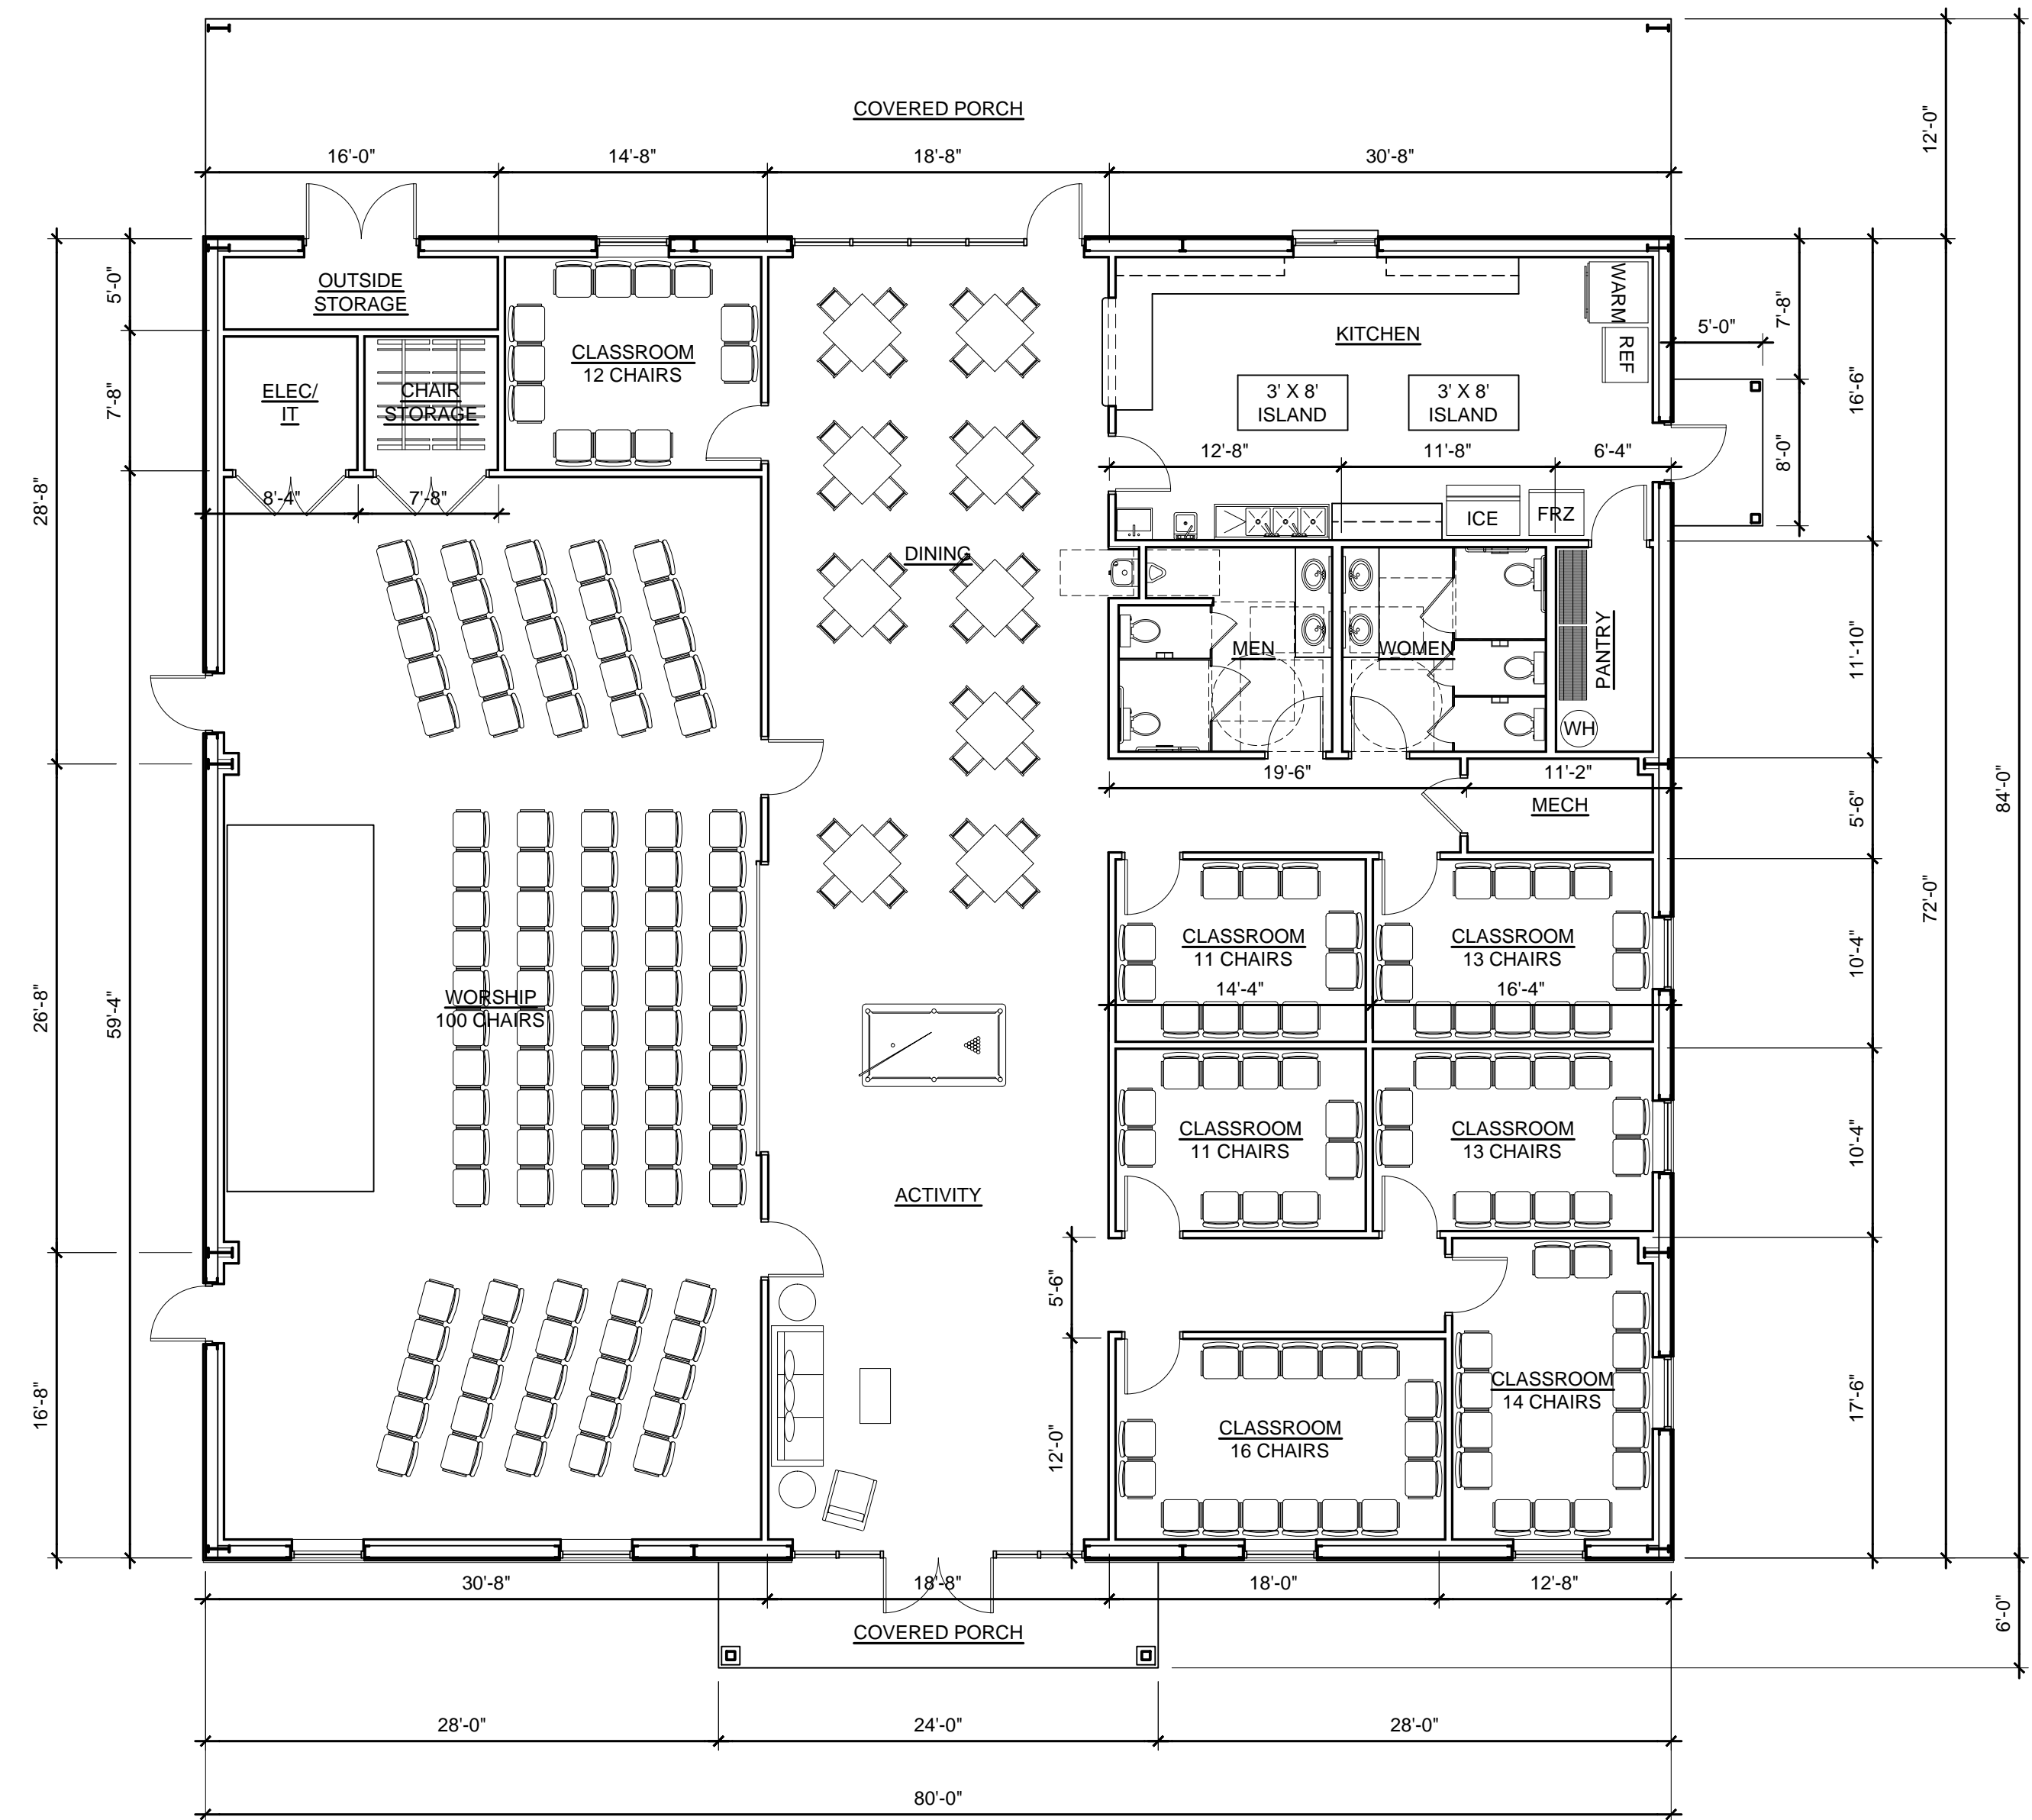 COVERED PORCH
12'-0"
16'-0"
14'-8"
18'-8"
30'-8"
5'-0"
OUTSIDE
STORAGE
WARM
7'-8"
5'-0"
KITCHEN
REF
CLASSROOM
12 CHAIRS
7'-8"
ELEC/
IT
CHAIR
STORAGE
3' X 8'
ISLAND
3' X 8'
ISLAND
16'-6"
12'-8"
11'-8"
6'-4"
8'-0"
28'-8"
8'-4"
7'-8"
ICE
FRZ
DINING
MEN
WOMEN
PANTRY
11'-10"
WH
19'-6"
11'-2"
MECH
5'-6"
84'-0"
72'-0"
CLASSROOM
11 CHAIRS
CLASSROOM
13 CHAIRS
10'-4"
14'-4"
16'-4"
26'-8"
59'-4"
WORSHIP
100 CHAIRS
CLASSROOM
11 CHAIRS
CLASSROOM
13 CHAIRS
10'-4"
ACTIVITY
5'-6"
16'-8"
12'-0"
CLASSROOM
16 CHAIRS
CLASSROOM
14 CHAIRS
17'-6"
30'-8"
18'-8"
18'-0"
12'-8"
6'-0"
COVERED PORCH
28'-0"
24'-0"
28'-0"
80'-0"